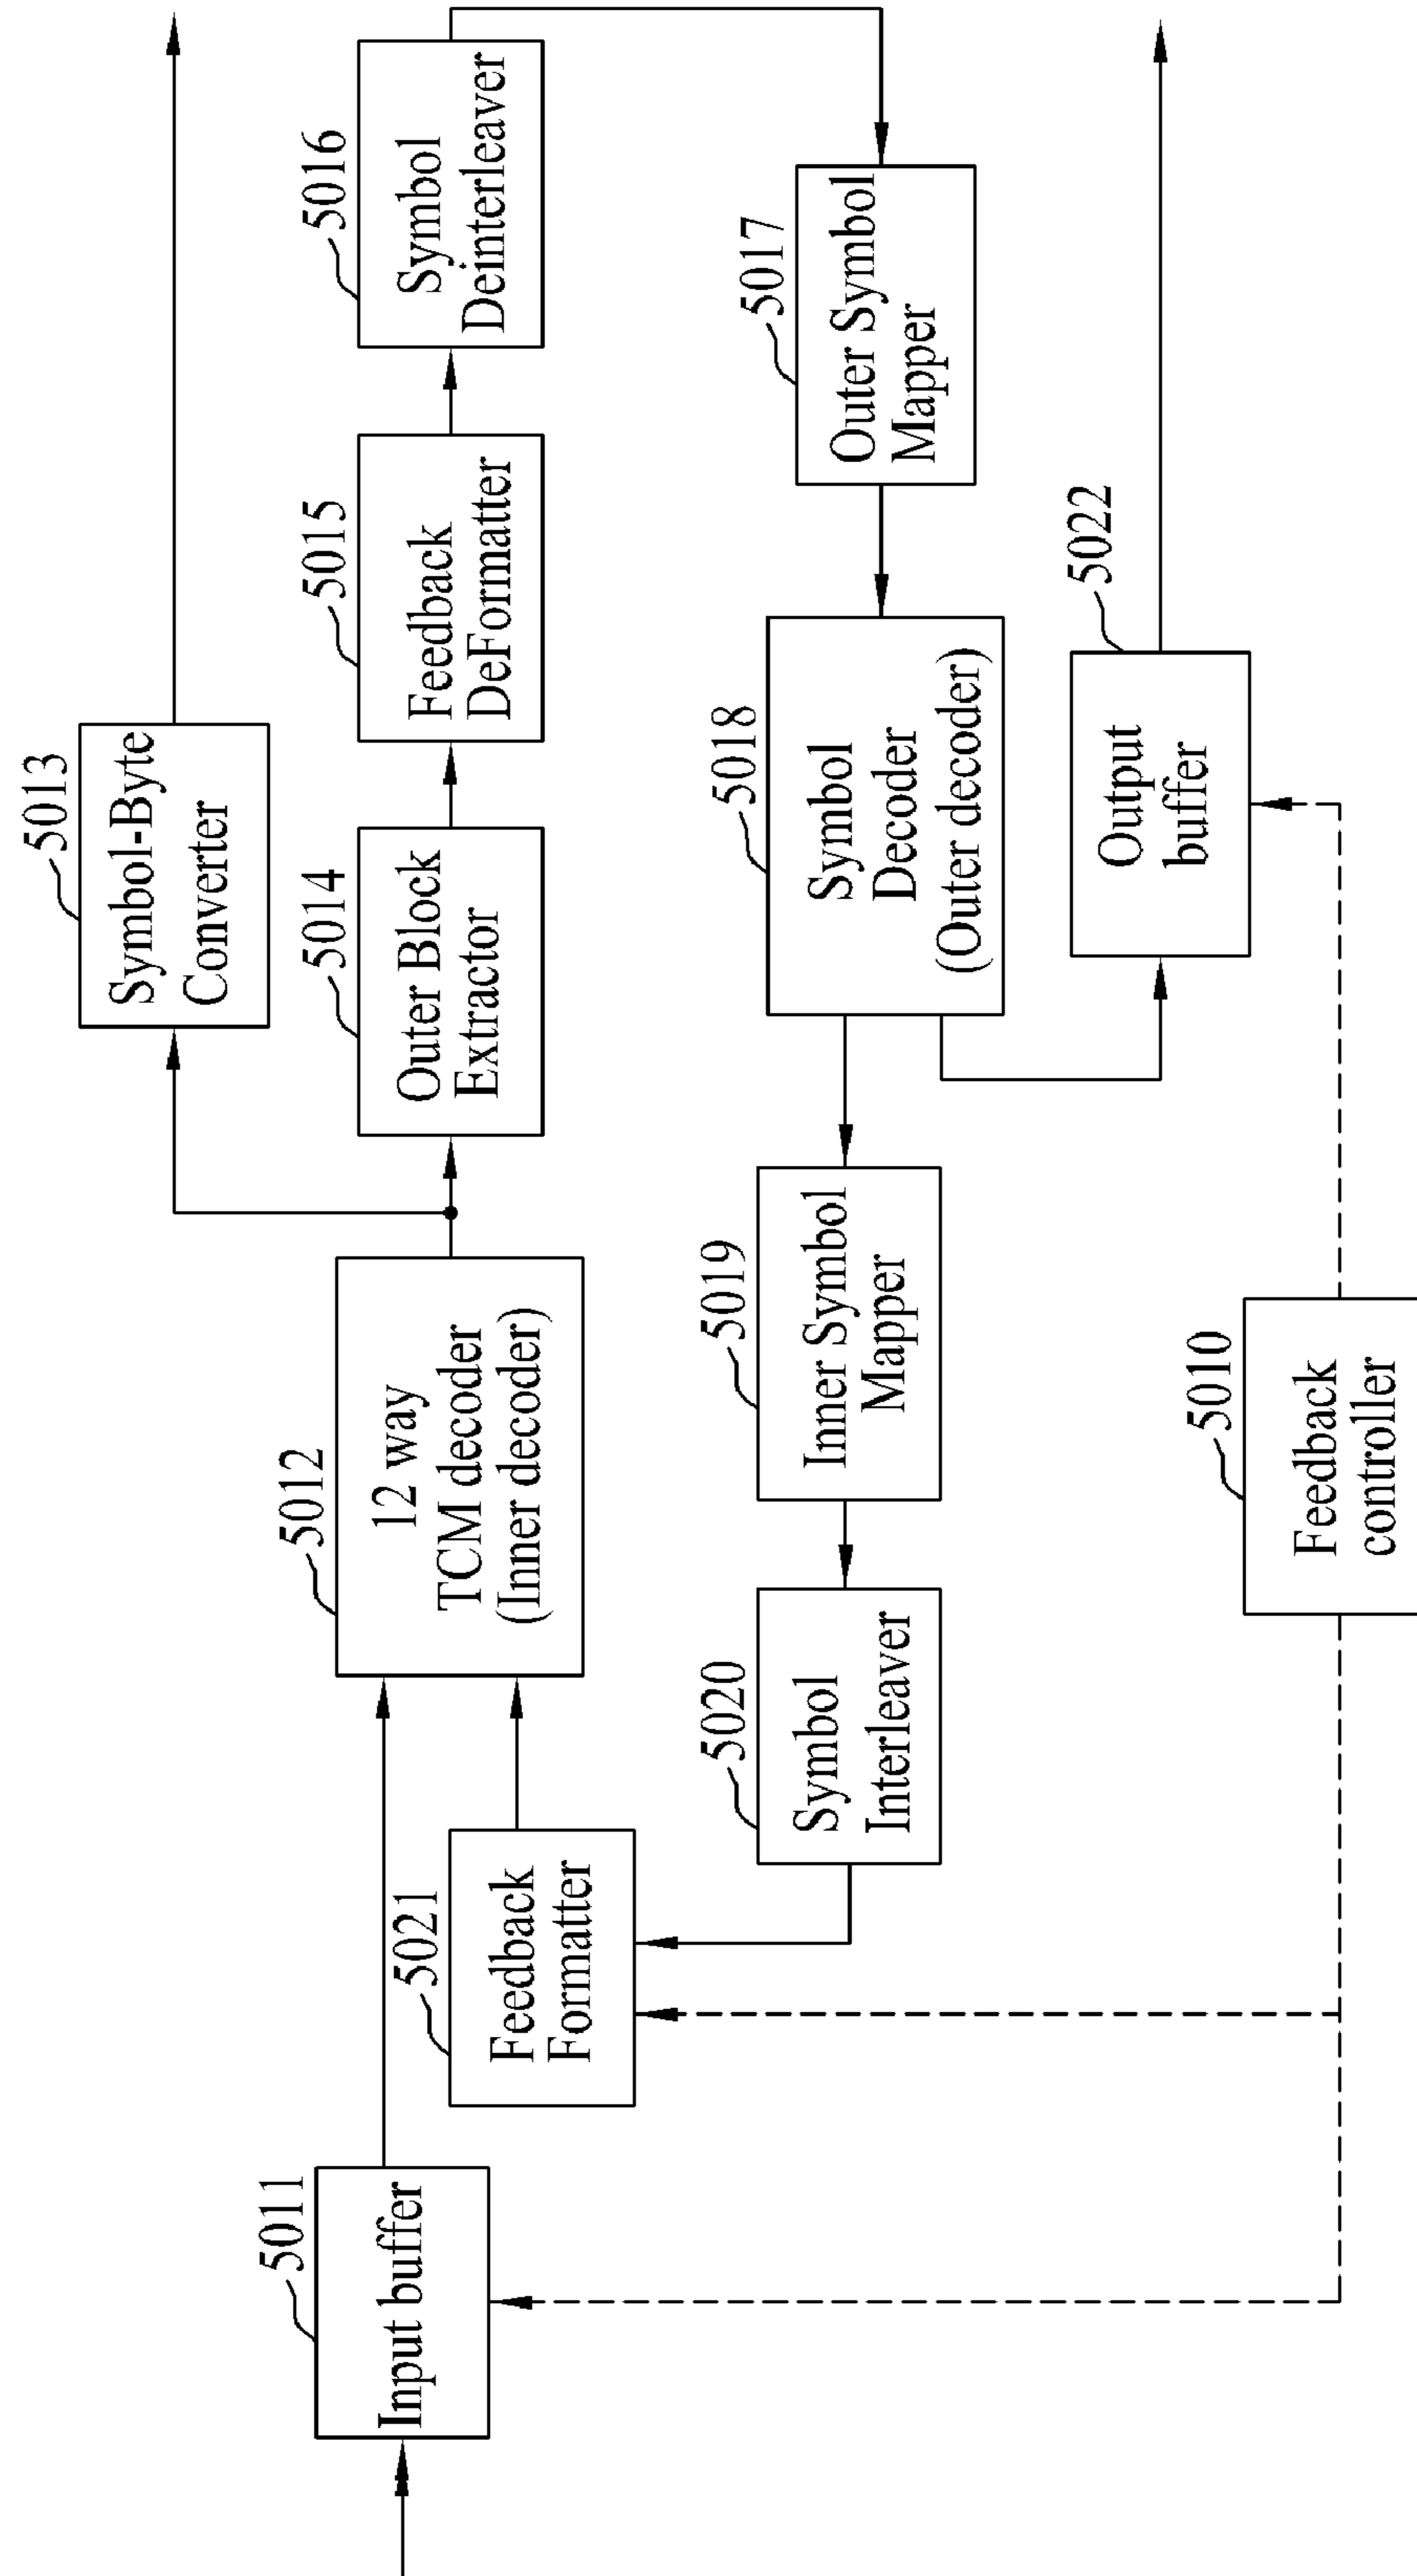 5013
Symbol-Byte
Converter
5011
Input buffer
5012
12 way
TCM decoder
(Inner decoder)
5014
Outer Block
Extractor
5015
Feedback
DeFormatter
5016
Symbol
Deinterleaver
5021
Feedback
Formatter
5020
Symbol
Interleaver
5019
Inner Symbol
Mapper
5018
Symbol
Decoder
(Outer decoder)
5017
Outer Symbol
Mapper
5022
Output
buffer
5010
Feedback
controller